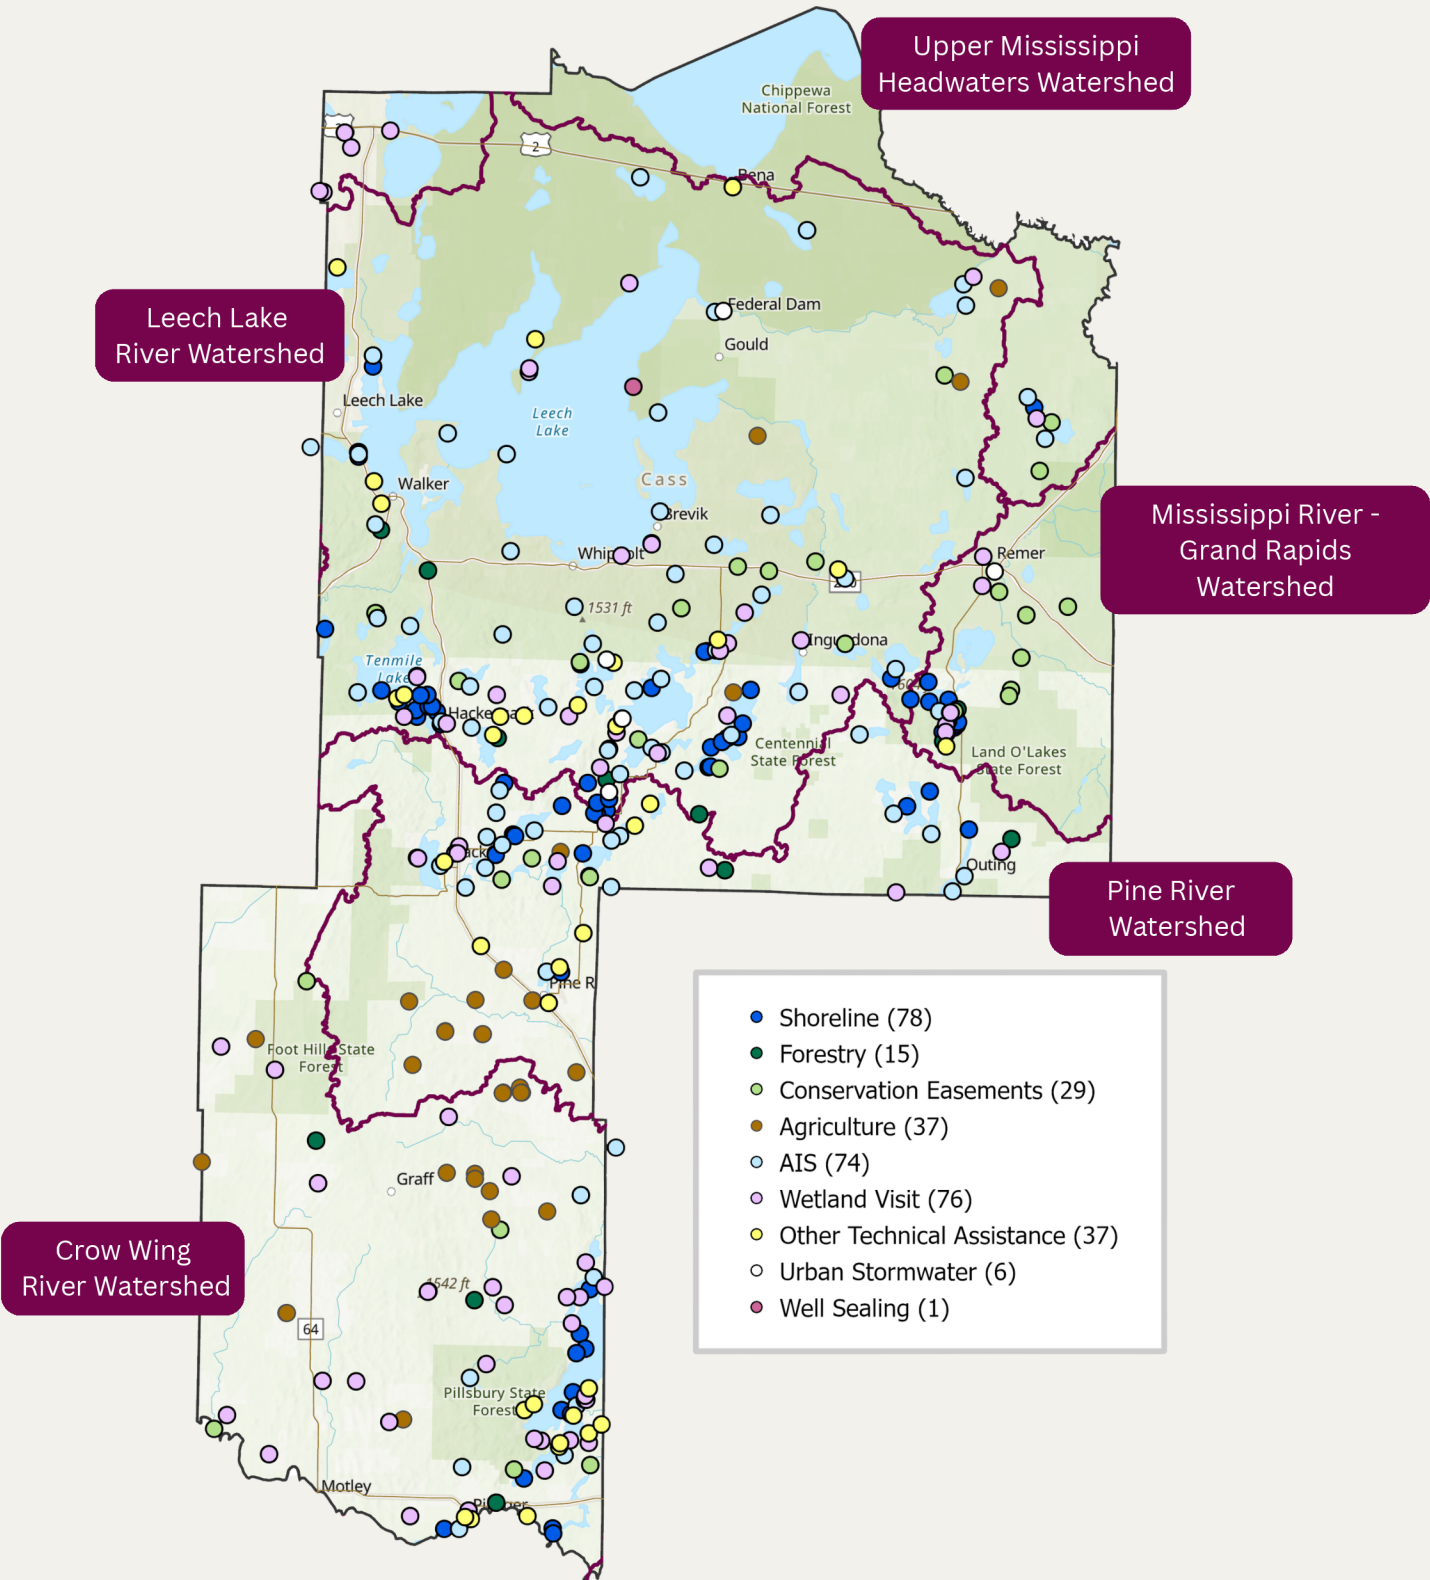 Upper Mississippi
Headwaters Watershed
Chippewa
National Forest
2
Bena
Leech Lake
River Watershed
Federal Dam
Gould
Leech Lake
Leech
Lake
Cass
Walker
Brevik
Mississippi River -
Grand Rapids
Watershed
Remer
1531 ft
Tenmile
Centennial
State Forest
Land O'Lakes
State Forest
Outing
Pine River
Watershed
Pine R
Foot Hills State
Forest
Shoreline (78)
Forestry (15)
Conservation Easements (29)
Agriculture (37)
AIS (74)
Wetland Visit (76)
Other Technical Assistance (37)
Urban Stormwater (6)
Well Sealing (1)
Graff
Crow Wing
River Watershed
1542 ft
64
Pillsbury State
Forest
Motley